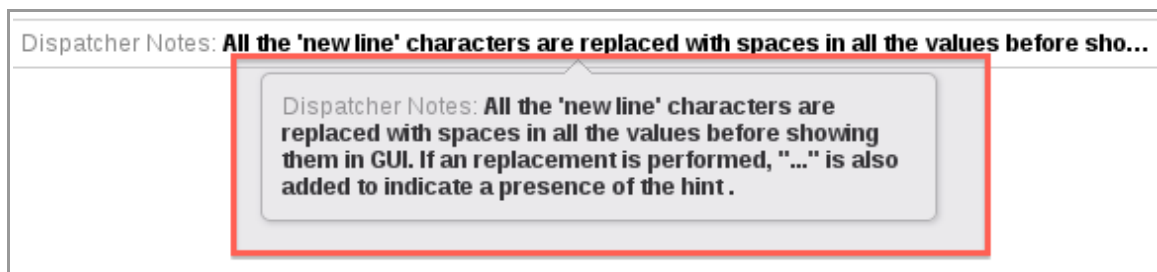 Dispatcher Notes: All the 'new line' characters are replaced with spaces in all the values before sho...
Dispatcher Notes: All the 'new line' characters are
replaced with spaces in all the values before showing
them in GUI. If an replacement is performed, "..." is also
added to indicate a presence of the hint .